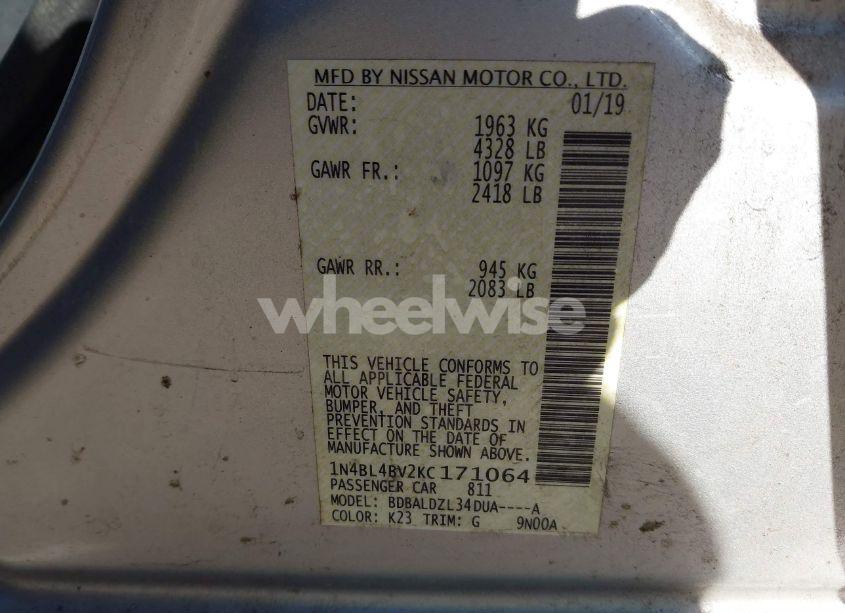 MFD BY NISSAN MOTOR CO., LTD.
DATE: 01/19
GVWR: 1963 KG
4328 LB
GAWR FR.: 1097 KG
2418 LB
GAWR RR.: 945 KG
2083 LB
wheelwise
THIS VEHICLE CONFORMS TO
ALL APPLICABLE FEDERAL
MOTOR VEHICLE SAFETY,
BUMPER, AND THEFT
PREVENTION STANDARDS IN
EFFECT ON THE DATE OF
MANUFACTURE SHOWN ABOVE.
1N4BL4BV2KC171064
PASSENGER CAR 811
MODEL: BDBALDZL34DUA----A
COLOR: K23 TRIM: G 9N00A